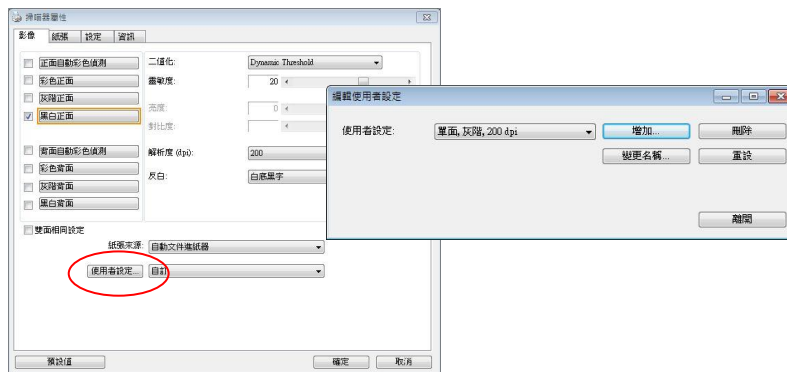 掃描器屬性
影像 紙張 設定 資訊
正面自動彩色偵測
彩色正面
灰階正面
黑白正面
背面自動彩色偵測
彩色背面
灰階背面
黑白背面
二值化: Dynamic Threshold
靈敏度: 20
亮度: 0
對比度:
解析度 (dpi): 200
反白: 白底黑字
雙面相同設定
紙張來源: 自動文件進紙器
使用者設定... 自訂
預設值 確定 取消
編輯使用者設定
使用者設定: 單面, 灰階, 200 dpi 增加... 刪除
變更名稱... 重設
離開